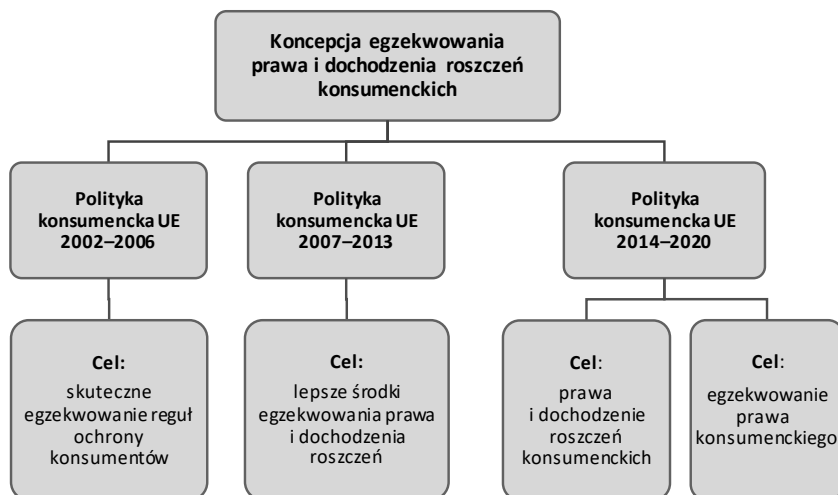 Koncepcja egzekwowania
prawa i dochodzenia roszczeń
konsumenckich
Polityka
konsumencka UE
2002–2006
Polityka
konsumencka UE
2007–2013
Polityka
konsumencka UE
2014–2020
Cel:
skuteczne
egzekwowanie reguł
ochrony
konsumentów
Cel:
lepsze środki
egzekwowania prawa
i dochodzenia
roszczeń
Cel:
prawa
i dochodzenie
roszczeń
konsumenckich
Cel:
egzekwowanie
prawa
konsumenckiego